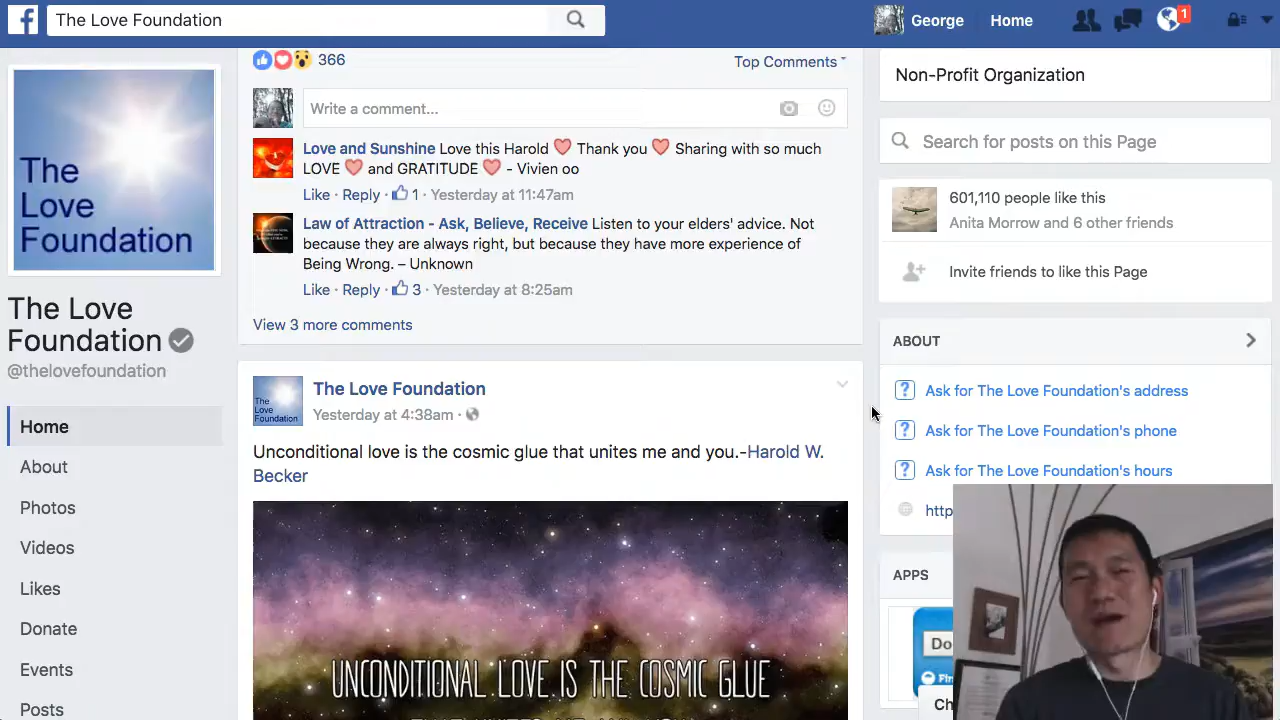 The Love Foundation
George
Home
1
The
Love
Foundation
The Love
Foundation
@thelovefoundation
Home
About
Photos
Videos
Likes
Donate
Events
Posts
366
Top Comments
Write a comment...
Love and Sunshine Love this Harold Thank you Sharing with so much
LOVE and GRATITUDE - Vivien oo
Like · Reply · 1 · Yesterday at 11:47am
Law of Attraction - Ask, Believe, Receive Listen to your elders' advice. Not
because they are always right, but because they have more experience of
Being Wrong. – Unknown
Like · Reply · 3 · Yesterday at 8:25am
View 3 more comments
The
Love
Foundation
The Love Foundation
Yesterday at 4:38am ·
Unconditional love is the cosmic glue that unites me and you.-Harold W.
Becker
UNCONDITIONAL LOVE IS THE COSMIC GLUE
Non-Profit Organization
Search for posts on this Page
601,110 people like this
Anita Morrow and 6 other friends
Invite friends to like this Page
ABOUT
? Ask for The Love Foundation's address
? Ask for The Love Foundation's phone
? Ask for The Love Foundation's hours
http
APPS
Do
Fin
Ch